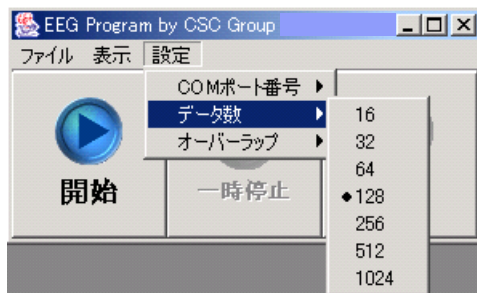 EEG Program by CSC Group
ファイル 表示 設定
COMポート番号
データ数
オーバーラップ
16
32
64
128
256
512
1024
開始
一時停止